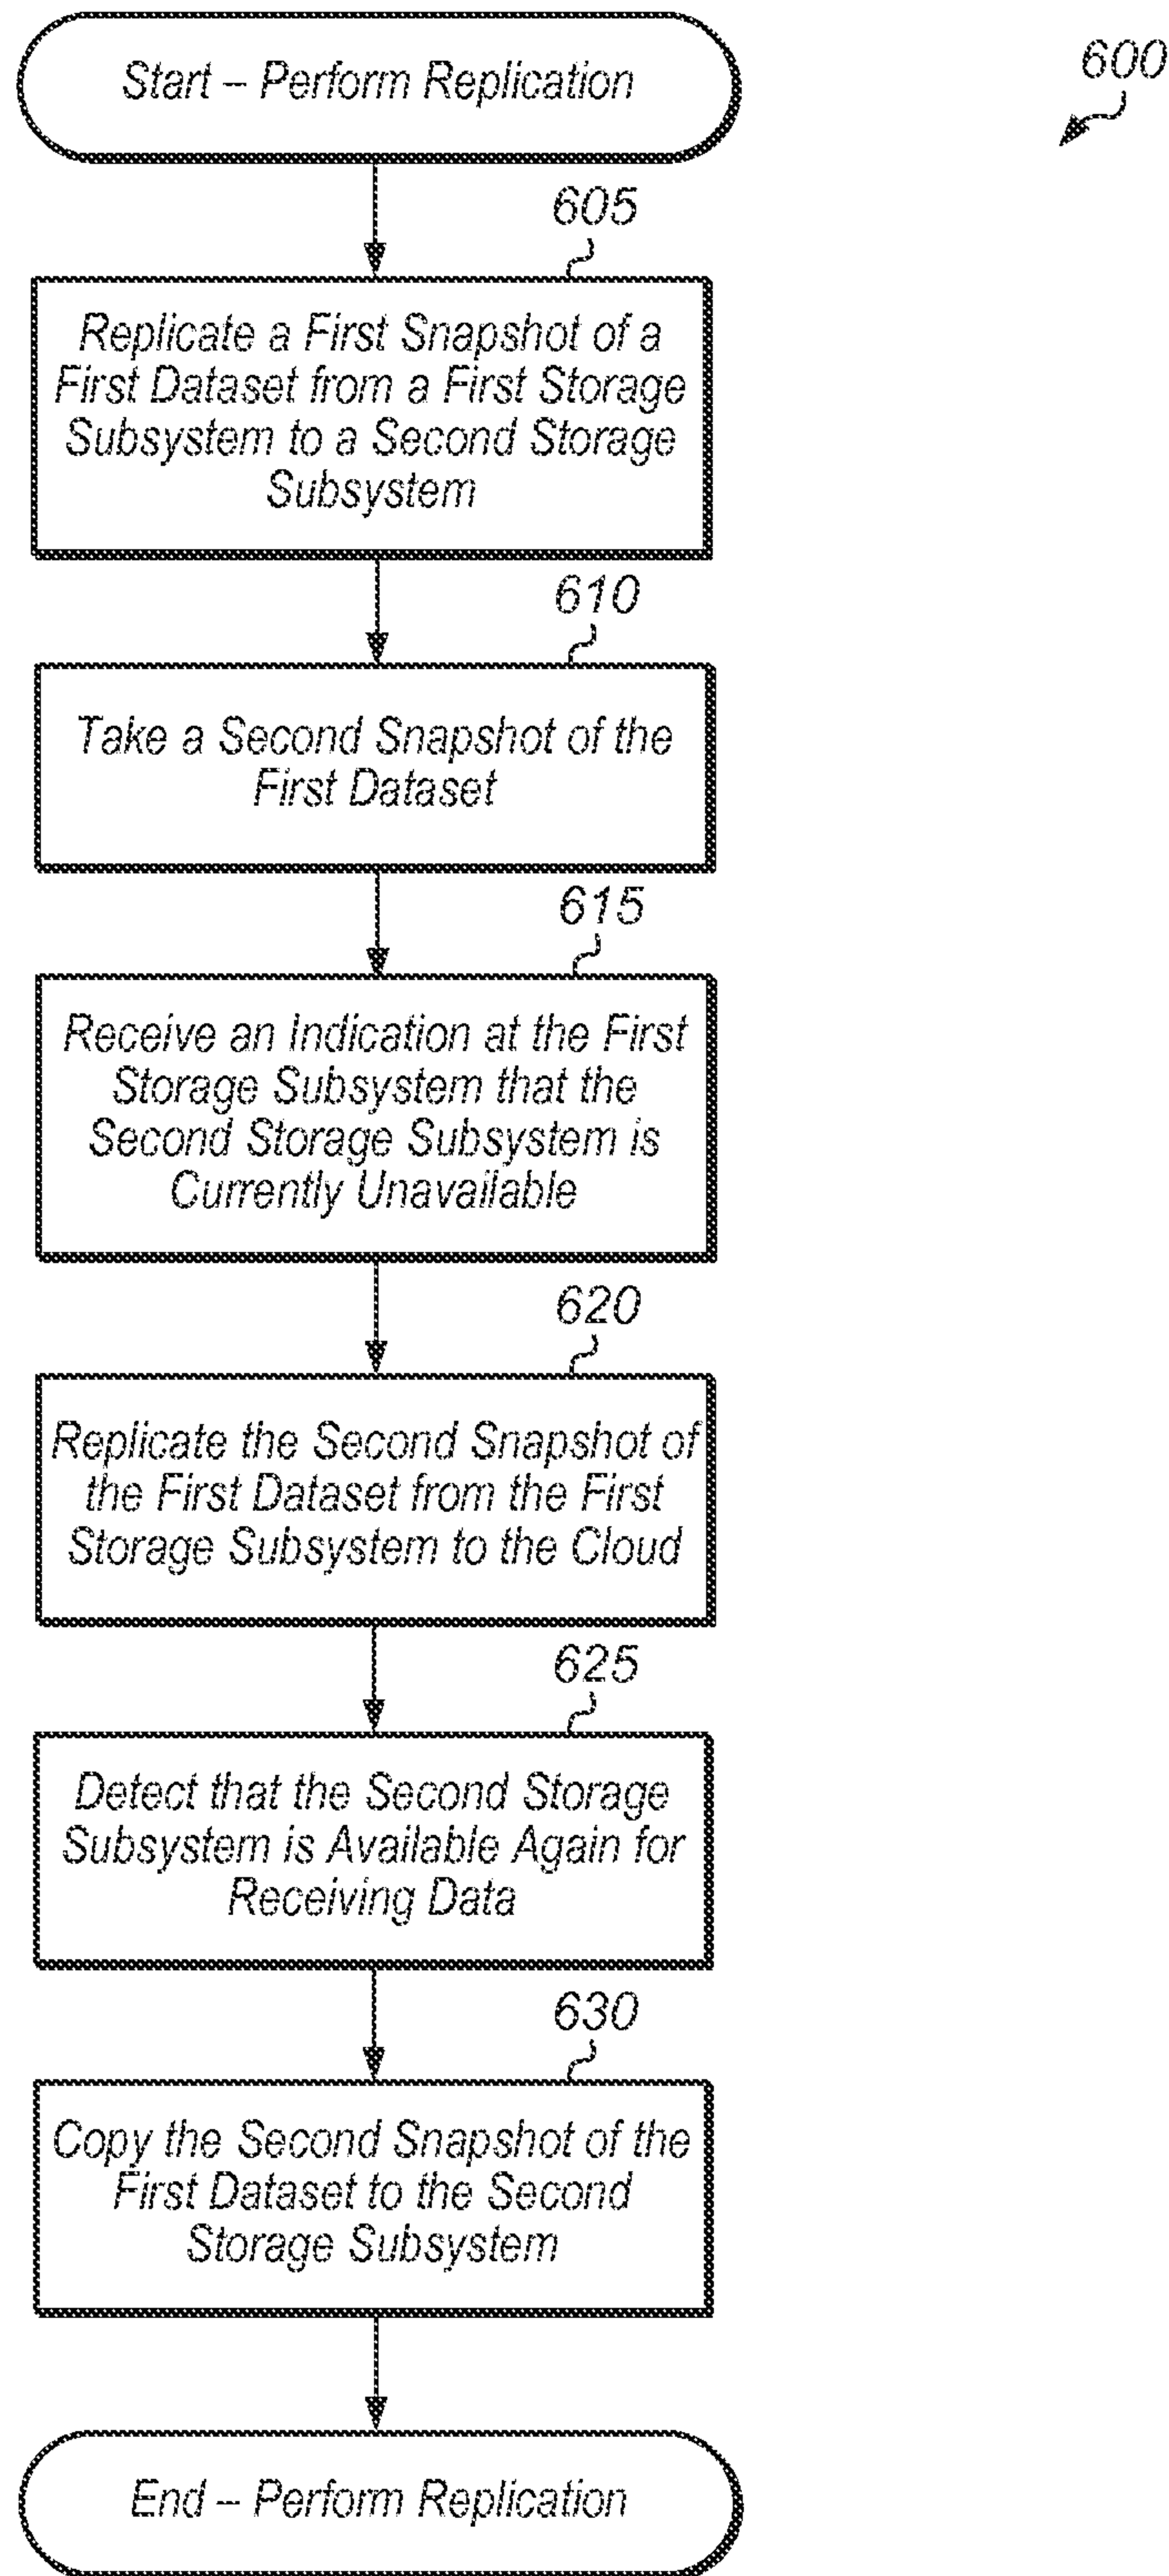 Start – Perform Replication
600
605
Replicate a First Snapshot of a
First Dataset from a First Storage
Subsystem to a Second Storage
Subsystem
610
Take a Second Snapshot of the
First Dataset
615
Receive an Indication at the First
Storage Subsystem that the
Second Storage Subsystem is
Currently Unavailable
620
Replicate the Second Snapshot of
the First Dataset from the First
Storage Subsystem to the Cloud
625
Detect that the Second Storage
Subsystem is Available Again for
Receiving Data
630
Copy the Second Snapshot of the
First Dataset to the Second
Storage Subsystem
End – Perform Replication